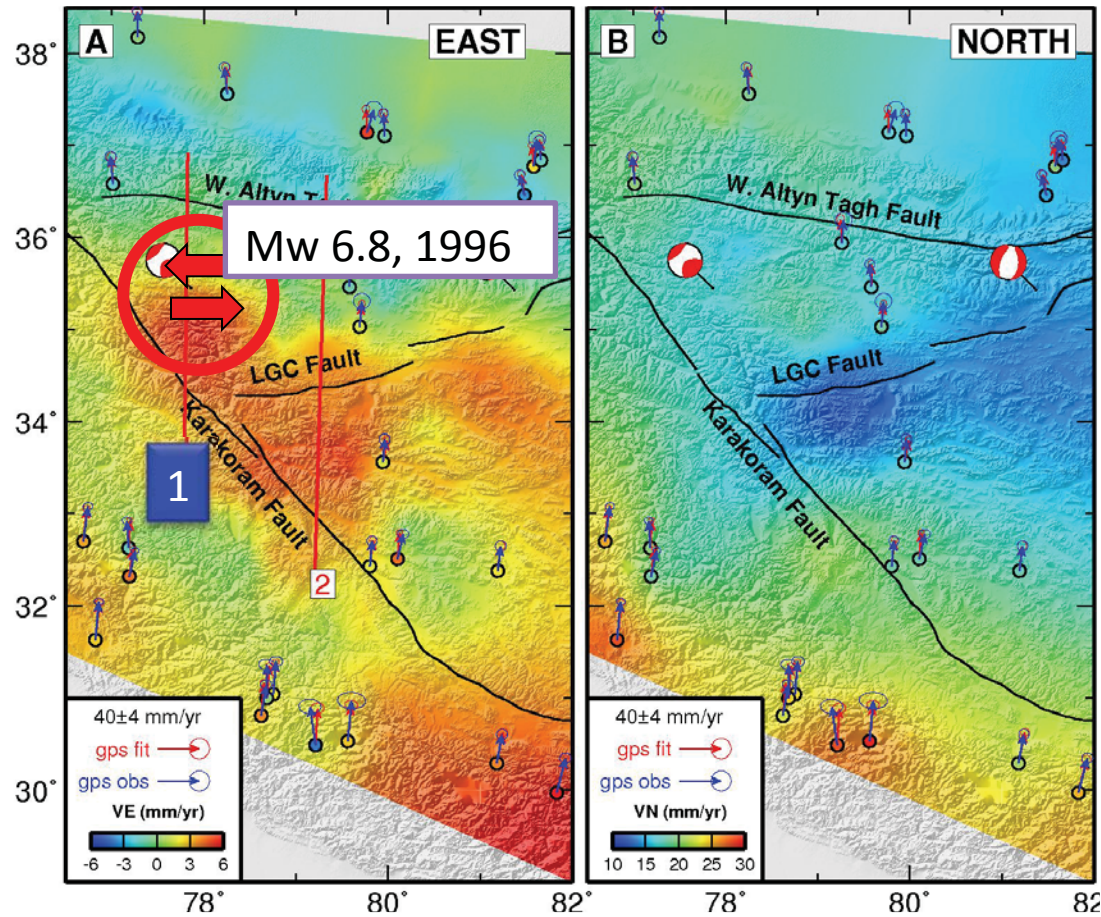 A
EAST
B
NORTH
38°
36°
34°
32°
30°
W. Altyn T
Mw 6.8, 1996
LGC Fault
Karakoram Fault
1
2
40±4 mm/yr
gps fit
gps obs
VE (mm/yr)
-6 -3 0 3 6
78° 80° 82
W. Altyn Tagh Fault
LGC Fault
Karakoram Fault
40±4 mm/yr
gps fit
gps obs
VN (mm/yr)
10 15 20 25 30
78° 80° 82